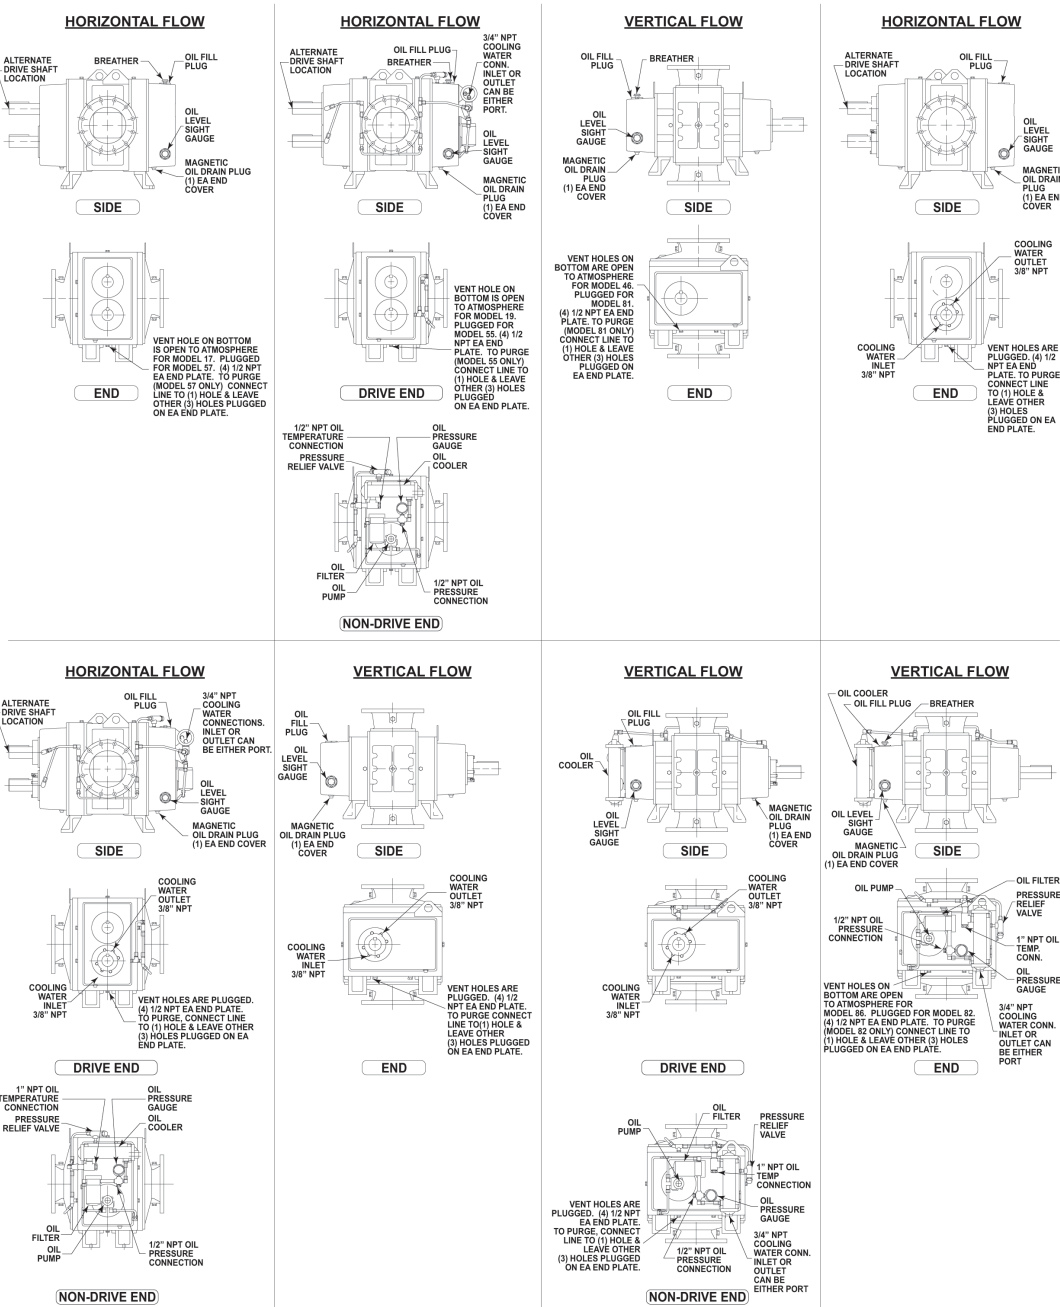 HORIZONTAL FLOW
ALTERNATE
DRIVE SHAFT
LOCATION
BREATHER
OIL FILL
PLUG
OIL
LEVEL
SIGHT
GAUGE
MAGNETIC
OIL DRAIN PLUG
(1) EA END
COVER
SIDE
VENT HOLE ON BOTTOM
IS OPEN TO ATMOSPHERE
FOR MODEL 17. PLUGGED
FOR MODEL 57. (4) 1/2 NPT
EA END PLATE. TO PURGE
(MODEL 57 ONLY) CONNECT
LINE TO (1) HOLE & LEAVE
OTHER (3) HOLES PLUGGED
ON EA END PLATE.
END
HORIZONTAL FLOW
ALTERNATE
DRIVE SHAFT
LOCATION
OIL FILL PLUG
BREATHER
3/4” NPT
COOLING
WATER
CONN.
INLET OR
OUTLET
CAN BE
EITHER
PORT.
OIL
LEVEL
SIGHT
GAUGE
MAGNETIC
OIL DRAIN
PLUG
(1) EA END
COVER
SIDE
VENT HOLE ON
BOTTOM IS OPEN
TO ATMOSPHERE
FOR MODEL 19.
PLUGGED FOR
MODEL 55. (4) 1/2
NPT EA END
PLATE. TO PURGE
(MODEL 55 ONLY)
CONNECT LINE TO
(1) HOLE & LEAVE
OTHER (3) HOLES
PLUGGED
ON EA END PLATE.
DRIVE END
1/2” NPT OIL
TEMPERATURE
CONNECTION
PRESSURE
RELIEF VALVE
OIL
PRESSURE
GAUGE
OIL
COOLER
OIL
FILTER
OIL
PUMP
1/2” NPT OIL
PRESSURE
CONNECTION
NON-DRIVE END
VERTICAL FLOW
OIL FILL
PLUG
BREATHER
OIL
LEVEL
SIGHT
GAUGE
MAGNETIC
OIL DRAIN
PLUG
(1) EA END
COVER
SIDE
VENT HOLES ON
BOTTOM ARE OPEN
TO ATMOSPHERE
FOR MODEL 46.
PLUGGED FOR
MODEL 81.
(4) 1/2 NPT EA END
PLATE. TO PURGE
(MODEL 81 ONLY)
CONNECT LINE TO
(1) HOLE & LEAVE
OTHER (3) HOLES
PLUGGED ON
EA END PLATE.
END
HORIZONTAL FLOW
ALTERNATE
DRIVE SHAFT
LOCATION
OIL FILL
PLUG
OIL
LEVEL
SIGHT
GAUGE
MAGNETI
OIL DRAI
PLUG
(1) EA EN
COVER
SIDE
COOLING
WATER
OUTLET
3/8” NPT
COOLING
WATER
INLET
3/8” NPT
VENT HOLES ARE
PLUGGED. (4) 1/2
NPT EA END
PLATE. TO PURGE
CONNECT LINE
TO (1) HOLE &
LEAVE OTHER
(3) HOLES
PLUGGED ON EA
END PLATE.
END
HORIZONTAL FLOW
ALTERNATE
DRIVE SHAFT
LOCATION
OIL FILL
PLUG
3/4” NPT
COOLING
WATER
CONNECTIONS.
INLET OR
OUTLET CAN
BE EITHER PORT.
OIL
LEVEL
SIGHT
GAUGE
MAGNETIC
OIL DRAIN PLUG
(1) EA END COVER
SIDE
COOLING
WATER
OUTLET
3/8” NPT
COOLING
WATER
INLET
3/8” NPT
VENT HOLES ARE PLUGGED.
(4) 1/2 NPT EA END PLATE.
TO PURGE, CONNECT LINE
TO (1) HOLE & LEAVE OTHER
(3) HOLES PLUGGED ON EA
END PLATE.
DRIVE END
1” NPT OIL
TEMPERATURE
CONNECTION
PRESSURE
RELIEF VALVE
OIL
PRESSURE
GAUGE
OIL
COOLER
OIL
FILTER
OIL
PUMP
1/2” NPT OIL
PRESSURE
CONNECTION
NON-DRIVE END
VERTICAL FLOW
OIL
FILL
PLUG
OIL
LEVEL
SIGHT
GAUGE
MAGNETIC
OIL DRAIN PLUG
(1) EA END
COVER
SIDE
COOLING
WATER
OUTLET
3/8” NPT
COOLING
WATER
INLET
3/8” NPT
VENT HOLES ARE
PLUGGED. (4) 1/2
NPT EA END PLATE.
TO PURGE CONNECT
LINE TO(1) HOLE &
LEAVE OTHER
(3) HOLES PLUGGED
ON EA END PLATE.
END
VERTICAL FLOW
OIL FILL
PLUG
OIL
COOLER
OIL
LEVEL
SIGHT
GAUGE
MAGNETIC
OIL DRAIN
PLUG
(1) EA END
COVER
SIDE
COOLING
WATER
OUTLET
3/8” NPT
COOLING
WATER
INLET
3/8” NPT
DRIVE END
OIL
FILTER
OIL
PUMP
PRESSURE
RELIEF
VALVE
1” NPT OIL
TEMP
CONNECTION
OIL
PRESSURE
GAUGE
VENT HOLES ARE
PLUGGED. (4) 1/2 NPT
EA END PLATE.
TO PURGE, CONNECT
LINE TO (1) HOLE &
LEAVE OTHER
(3) HOLES PLUGGED
ON EA END PLATE.
1/2” NPT OIL
PRESSURE
CONNECTION
3/4” NPT
COOLING
WATER CONN.
INLET OR
OUTLET
CAN BE
EITHER PORT
NON-DRIVE END
VERTICAL FLOW
OIL COOLER
OIL FILL PLUG
BREATHER
OIL LEVEL
SIGHT
GAUGE
MAGNETIC
OIL DRAIN PLUG
(1) EA END COVER
SIDE
OIL PUMP
OIL FILTER
PRESSURE
RELIEF
VALVE
1/2” NPT OIL
PRESSURE
CONNECTION
1” NPT OIL
TEMP.
CONN.
OIL
PRESSURE
GAUGE
VENT HOLES ON
BOTTOM ARE OPEN
TO ATMOSPHERE FOR
MODEL 86. PLUGGED FOR MODEL 82.
(4) 1/2 NPT EA END PLATE. TO PURGE
(MODEL 82 ONLY) CONNECT LINE TO
(1) HOLE & LEAVE OTHER (3) HOLES
PLUGGED ON EA END PLATE.
3/4” NPT
COOLING
WATER CONN.
INLET OR
OUTLET CAN
BE EITHER
PORT
END